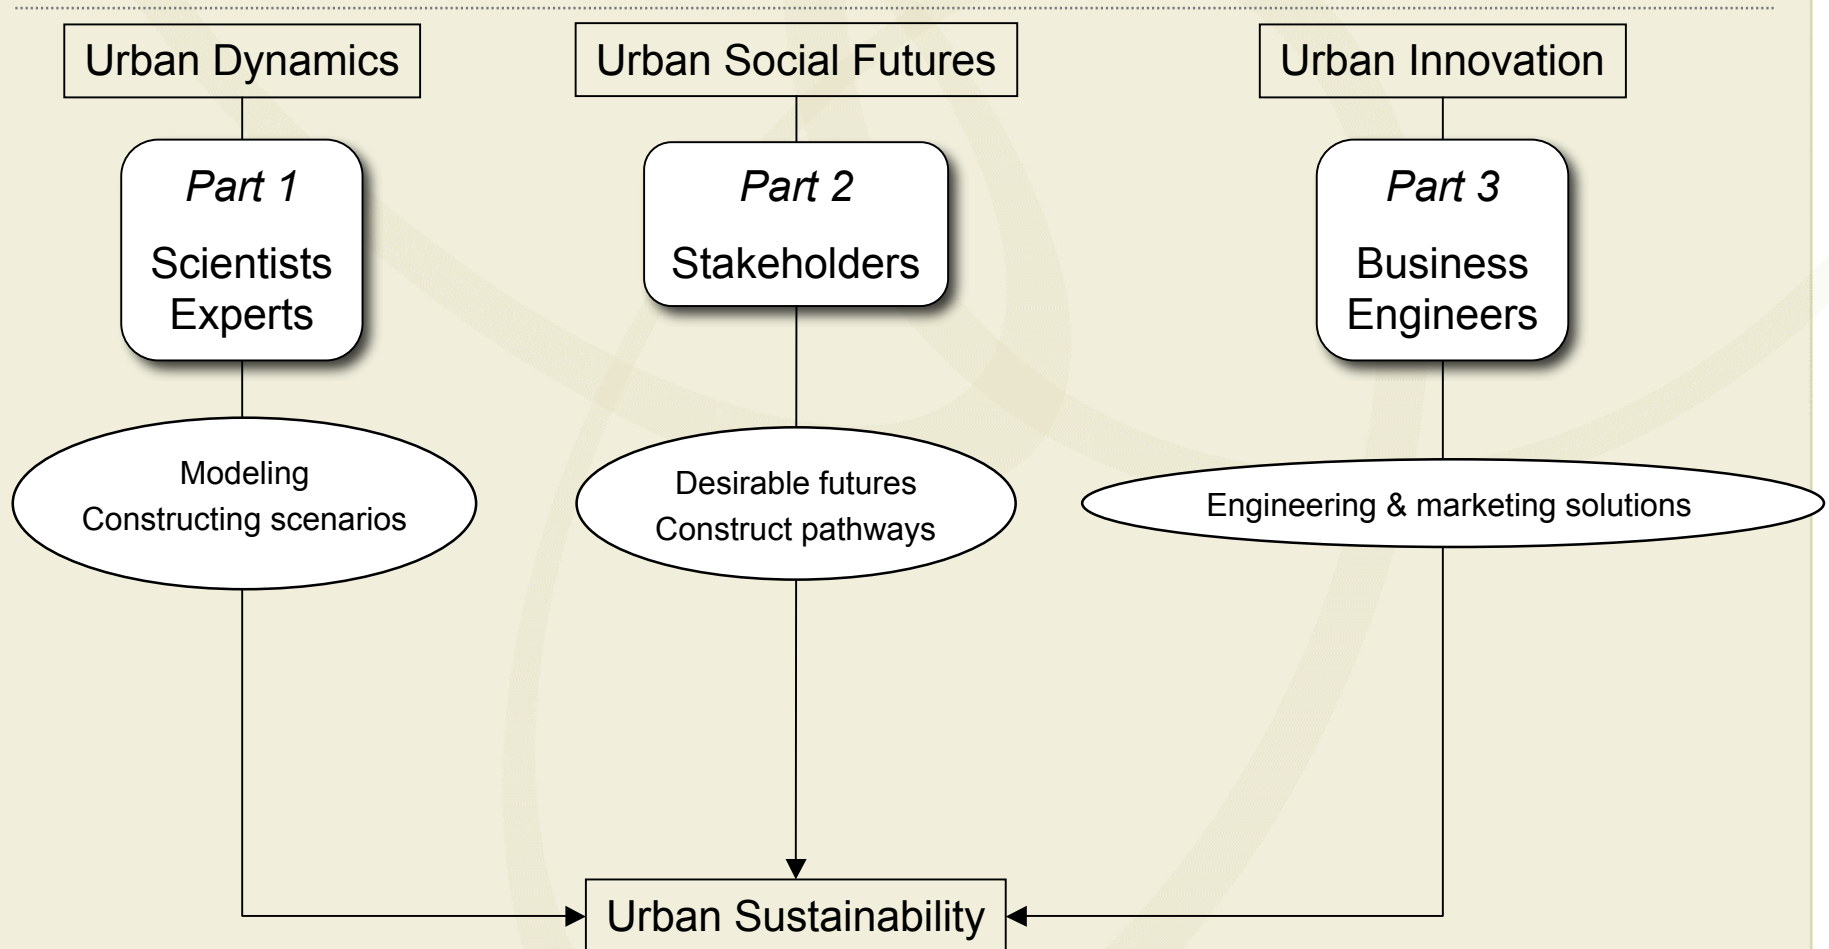 Urban Dynamics
Urban Social Futures
Urban Innovation
Part 1
Scientists
Experts
Part 2
Stakeholders
Part 3
Business
Engineers
Modeling
Constructing scenarios
Desirable futures
Construct pathways
Engineering & marketing solutions
Urban Sustainability